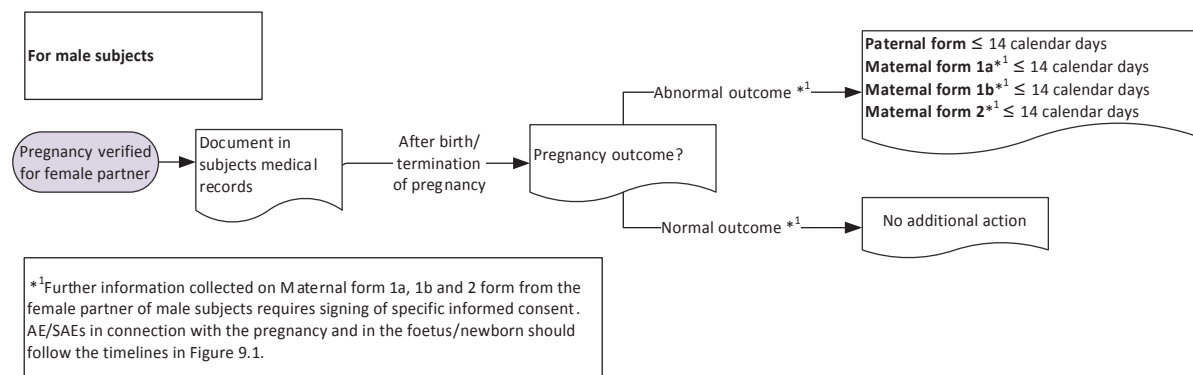 For male subjects
Pregnancy verified
for female partner
Document in
subjects medical
records
After birth/
termination
of pregnancy
Pregnancy outcome?
Abnormal outcome *1
Paternal form ≤ 14 calendar days
Maternal form 1a*1 ≤ 14 calendar days
Maternal form 1b*1 ≤ 14 calendar days
Maternal form 2*1 ≤ 14 calendar days
Normal outcome *1
No additional action
*1Further information collected on Maternal form 1a, 1b and 2 form from the
female partner of male subjects requires signing of specific informed consent.
AE/SAEs in connection with the pregnancy and in the foetus/newborn should
follow the timelines in Figure 9.1.